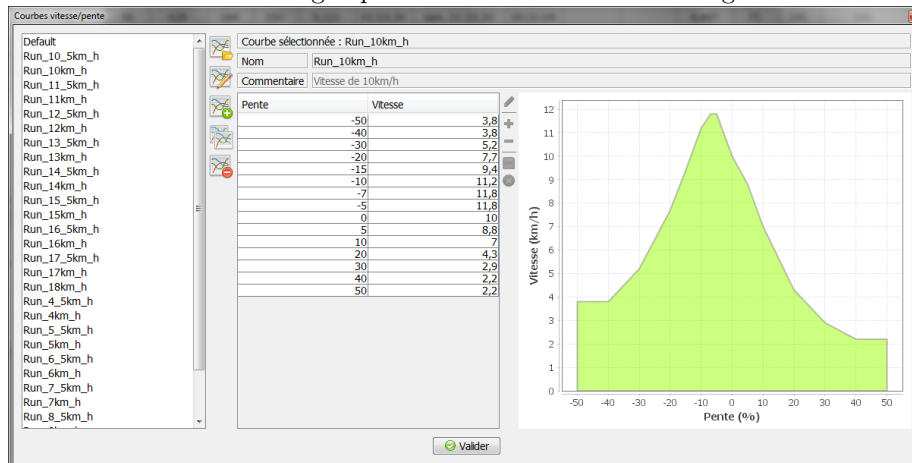 Courbes vitesse/pente
Default
Run_10_5km_h
Run_10km_h
Run_11_5km_h
Run_11km_h
Run_12_5km_h
Run_12km_h
Run_13_5km_h
Run_13km_h
Run_14_5km_h
Run_14km_h
Run_15_5km_h
Run_15km_h
Run_16_5km_h
Run_16km_h
Run_17_5km_h
Run_17km_h
Run_18km_h
Run_4_5km_h
Run_4km_h
Run_5_5km_h
Run_5km_h
Run_6_5km_h
Run_6km_h
Run_7_5km_h
Run_7km_h
Run_8_5km_h
Courbe sélectionnée : Run_10km_h
Nom Run_10km_h
Commentaire Vitesse de 10km/h
Pente Vitesse
-50 3,8
-40 3,8
-30 5,2
-20 7,7
-15 9,4
-10 11,2
-7 11,8
-5 11,8
0 10
5 8,8
10 7
20 4,3
30 2,9
40 2,2
50 2,2
Vitesse (km/h)
12
11
10
9
8
7
6
5
4
3
2
1
0
-50 -40 -30 -20 -10 0 10 20 30 40 50
Pente (%)
Valider